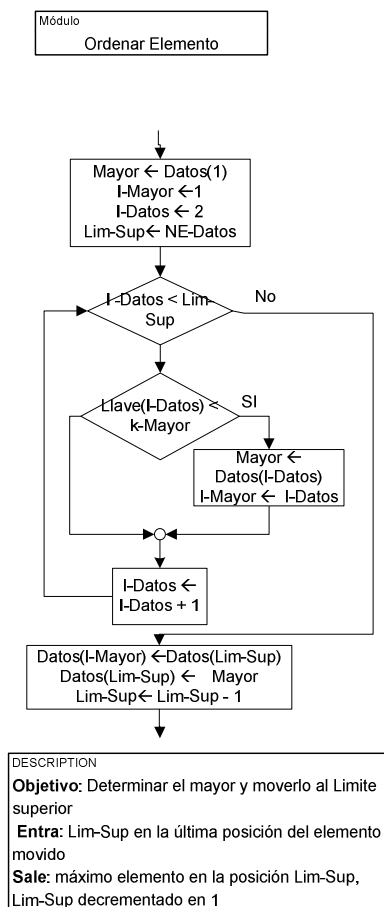 Módulo
Ordenar Elemento
Mayor ← Datos(1)
I-Mayor ←1
I-Datos ← 2
Lim-Sup← NE-Datos
I -Datos < Lim-
Sup
No
Llave(I-Datos) <
k-Mayor
SI
Mayor ←
Datos(I-Datos)
I-Mayor ← I-Datos
I-Datos ←
I-Datos + 1
Datos(I-Mayor) ←Datos(Lim-Sup)
Datos(Lim-Sup) ← Mayor
Lim-Sup← Lim-Sup - 1
DESCRIPTION
Objetivo: Determinar el mayor y moverlo al Limite
superior
Entra: Lim-Sup en la última posición del elemento
movido
Sale: máximo elemento en la posición Lim-Sup,
Lim-Sup decrementado en 1